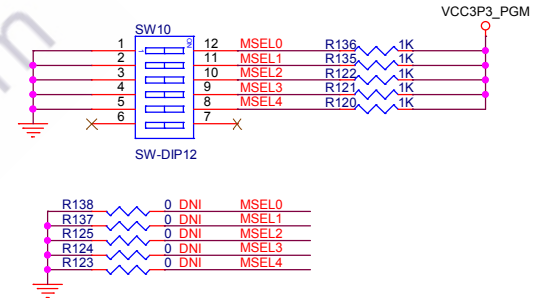 VCC3P3_PGM
SW10
1 ON 12 MSEL0 R136 1K
2 11 MSEL1 R135 1K
3 10 MSEL2 R122 1K
4 9 MSEL3 R121 1K
5 8 MSEL4 R120 1K
6 7
1
SW-DIP12
R138 0 DNI MSEL0
R137 0 DNI MSEL1
R125 0 DNI MSEL2
R124 0 DNI MSEL3
R123 0 DNI MSEL4